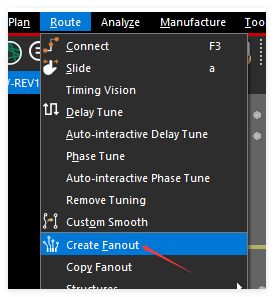 Plan Route Analyze Manufacture Too
V-REV1
Connect F3
Slide a
Timing Vision
Delay Tune
Auto-interactive Delay Tune
Phase Tune
Auto-interactive Phase Tune
Remove Tuning
Custom Smooth
Create Fanout
Copy Fanout
Structures